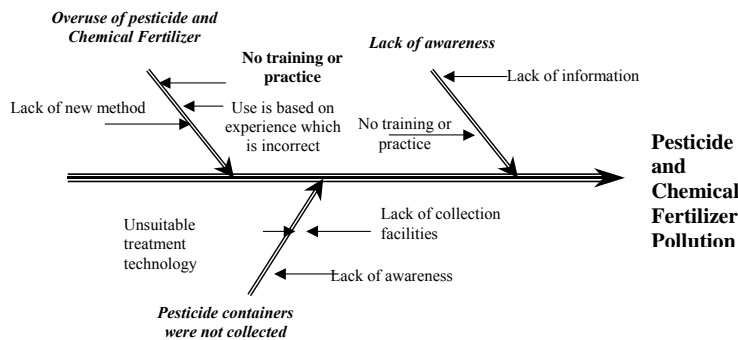 Overuse of pesticide and
Chemical Fertilizer
No training or
practice
Lack of new method
Use is based on
experience which
is incorrect
Lack of awareness
Lack of information
No training or
practice
Pesticide
and
Chemical
Fertilizer
Pollution
Unsuitable
treatment
technology
Lack of collection
facilities
Lack of awareness
Pesticide containers
were not collected